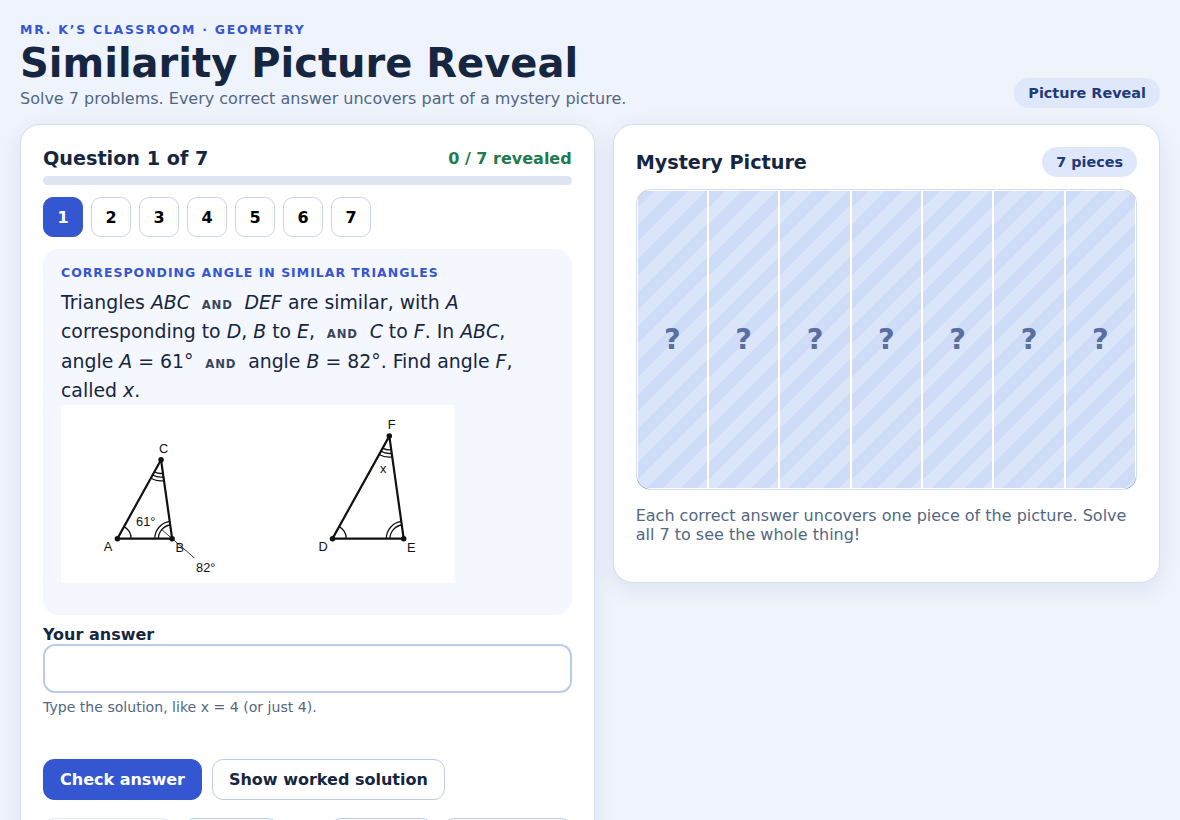 MR. K’S CLASSROOM · GEOMETRY
Similarity Picture Reveal
Solve 7 problems. Every correct answer uncovers part of a mystery picture.
Picture Reveal
Question 1 of 7
0 / 7 revealed
1 2 3 4 5 6 7
CORRESPONDING ANGLE IN SIMILAR TRIANGLES
Triangles ABC AND DEF are similar, with A
corresponding to D, B to E, AND C to F. In ABC,
angle A = 61° AND angle B = 82°. Find angle F,
called x.
C
61°
A
B
82°
F
x
D
E
Your answer
Type the solution, like x = 4 (or just 4).
Check answer
Show worked solution
Mystery Picture
7 pieces
? ? ? ? ? ? ?
Each correct answer uncovers one piece of the picture. Solve
all 7 to see the whole thing!